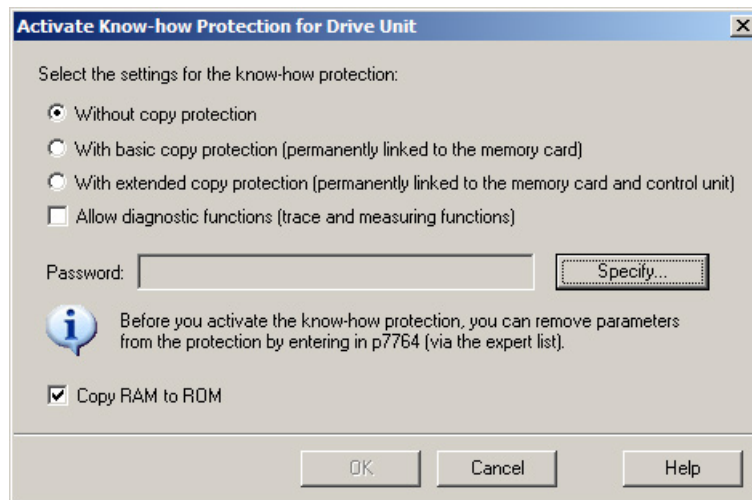 Activate Know-how Protection for Drive Unit
Select the settings for the know-how protection:
Without copy protection
With basic copy protection (permanently linked to the memory card)
With extended copy protection (permanently linked to the memory card and control unit)
Allow diagnostic functions (trace and measuring functions)
Password:
Specify...
Before you activate the know-how protection, you can remove parameters
from the protection by entering in p7764 (via the expert list).
Copy RAM to ROM
OK
Cancel
Help